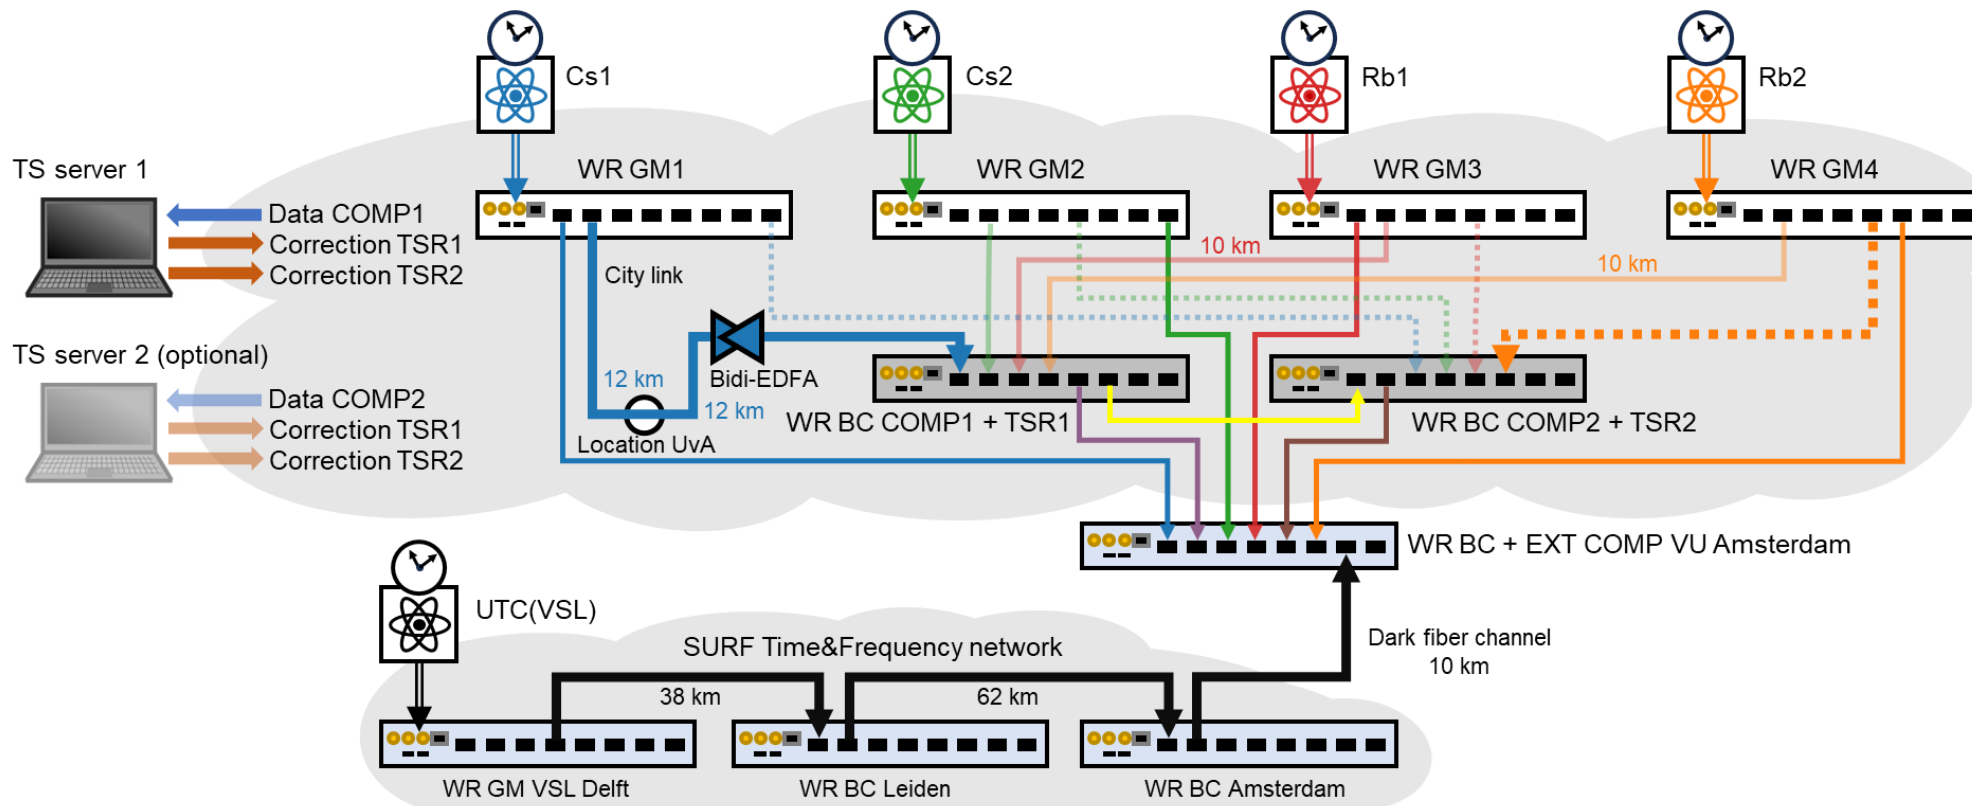 Cs1
Cs2
Rb1
Rb2
TS server 1
WR GM1
WR GM2
WR GM3
WR GM4
Data COMP1
Correction TSR1
Correction TSR2
City link
10 km
10 km
TS server 2 (optional)
Data COMP2
Correction TSR1
Correction TSR2
12 km
Bidi-EDFA
12 km
Location UvA
WR BC COMP1 + TSR1
WR BC COMP2 + TSR2
WR BC + EXT COMP VU Amsterdam
UTC(VSL)
SURF Time&Frequency network
Dark fiber channel
10 km
38 km
62 km
WR GM VSL Delft
WR BC Leiden
WR BC Amsterdam